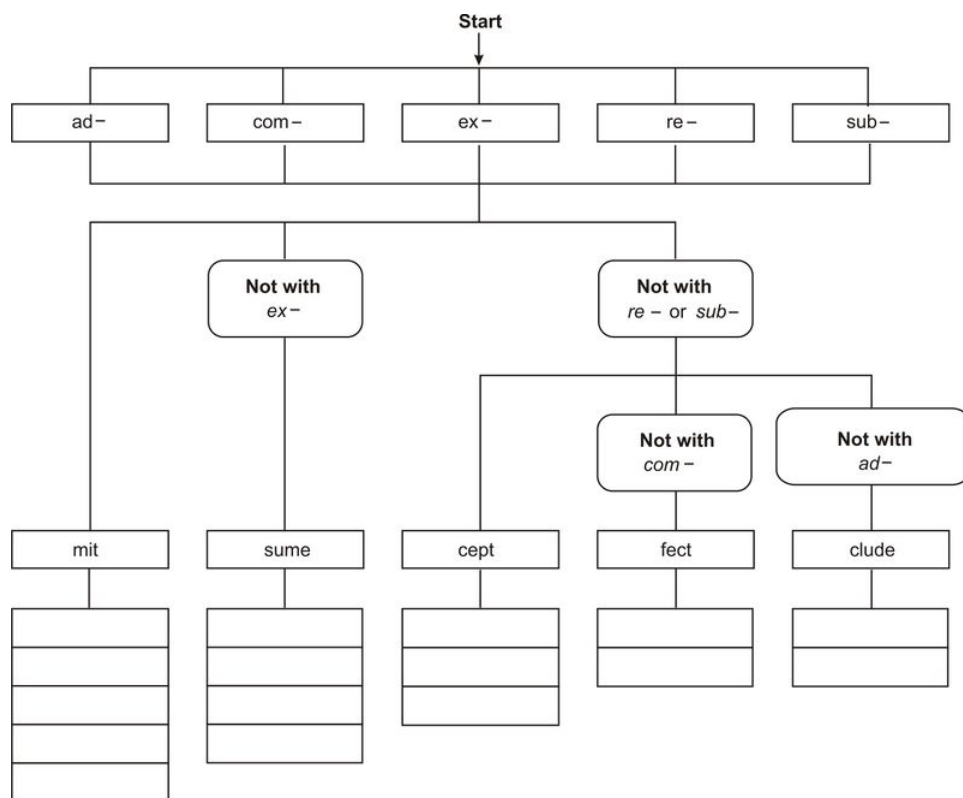 Start
ad–
com–
ex–
re–
sub–
Not with
ex–
Not with
re – or sub–
Not with
com–
Not with
ad–
mit
sume
cept
fect
clude